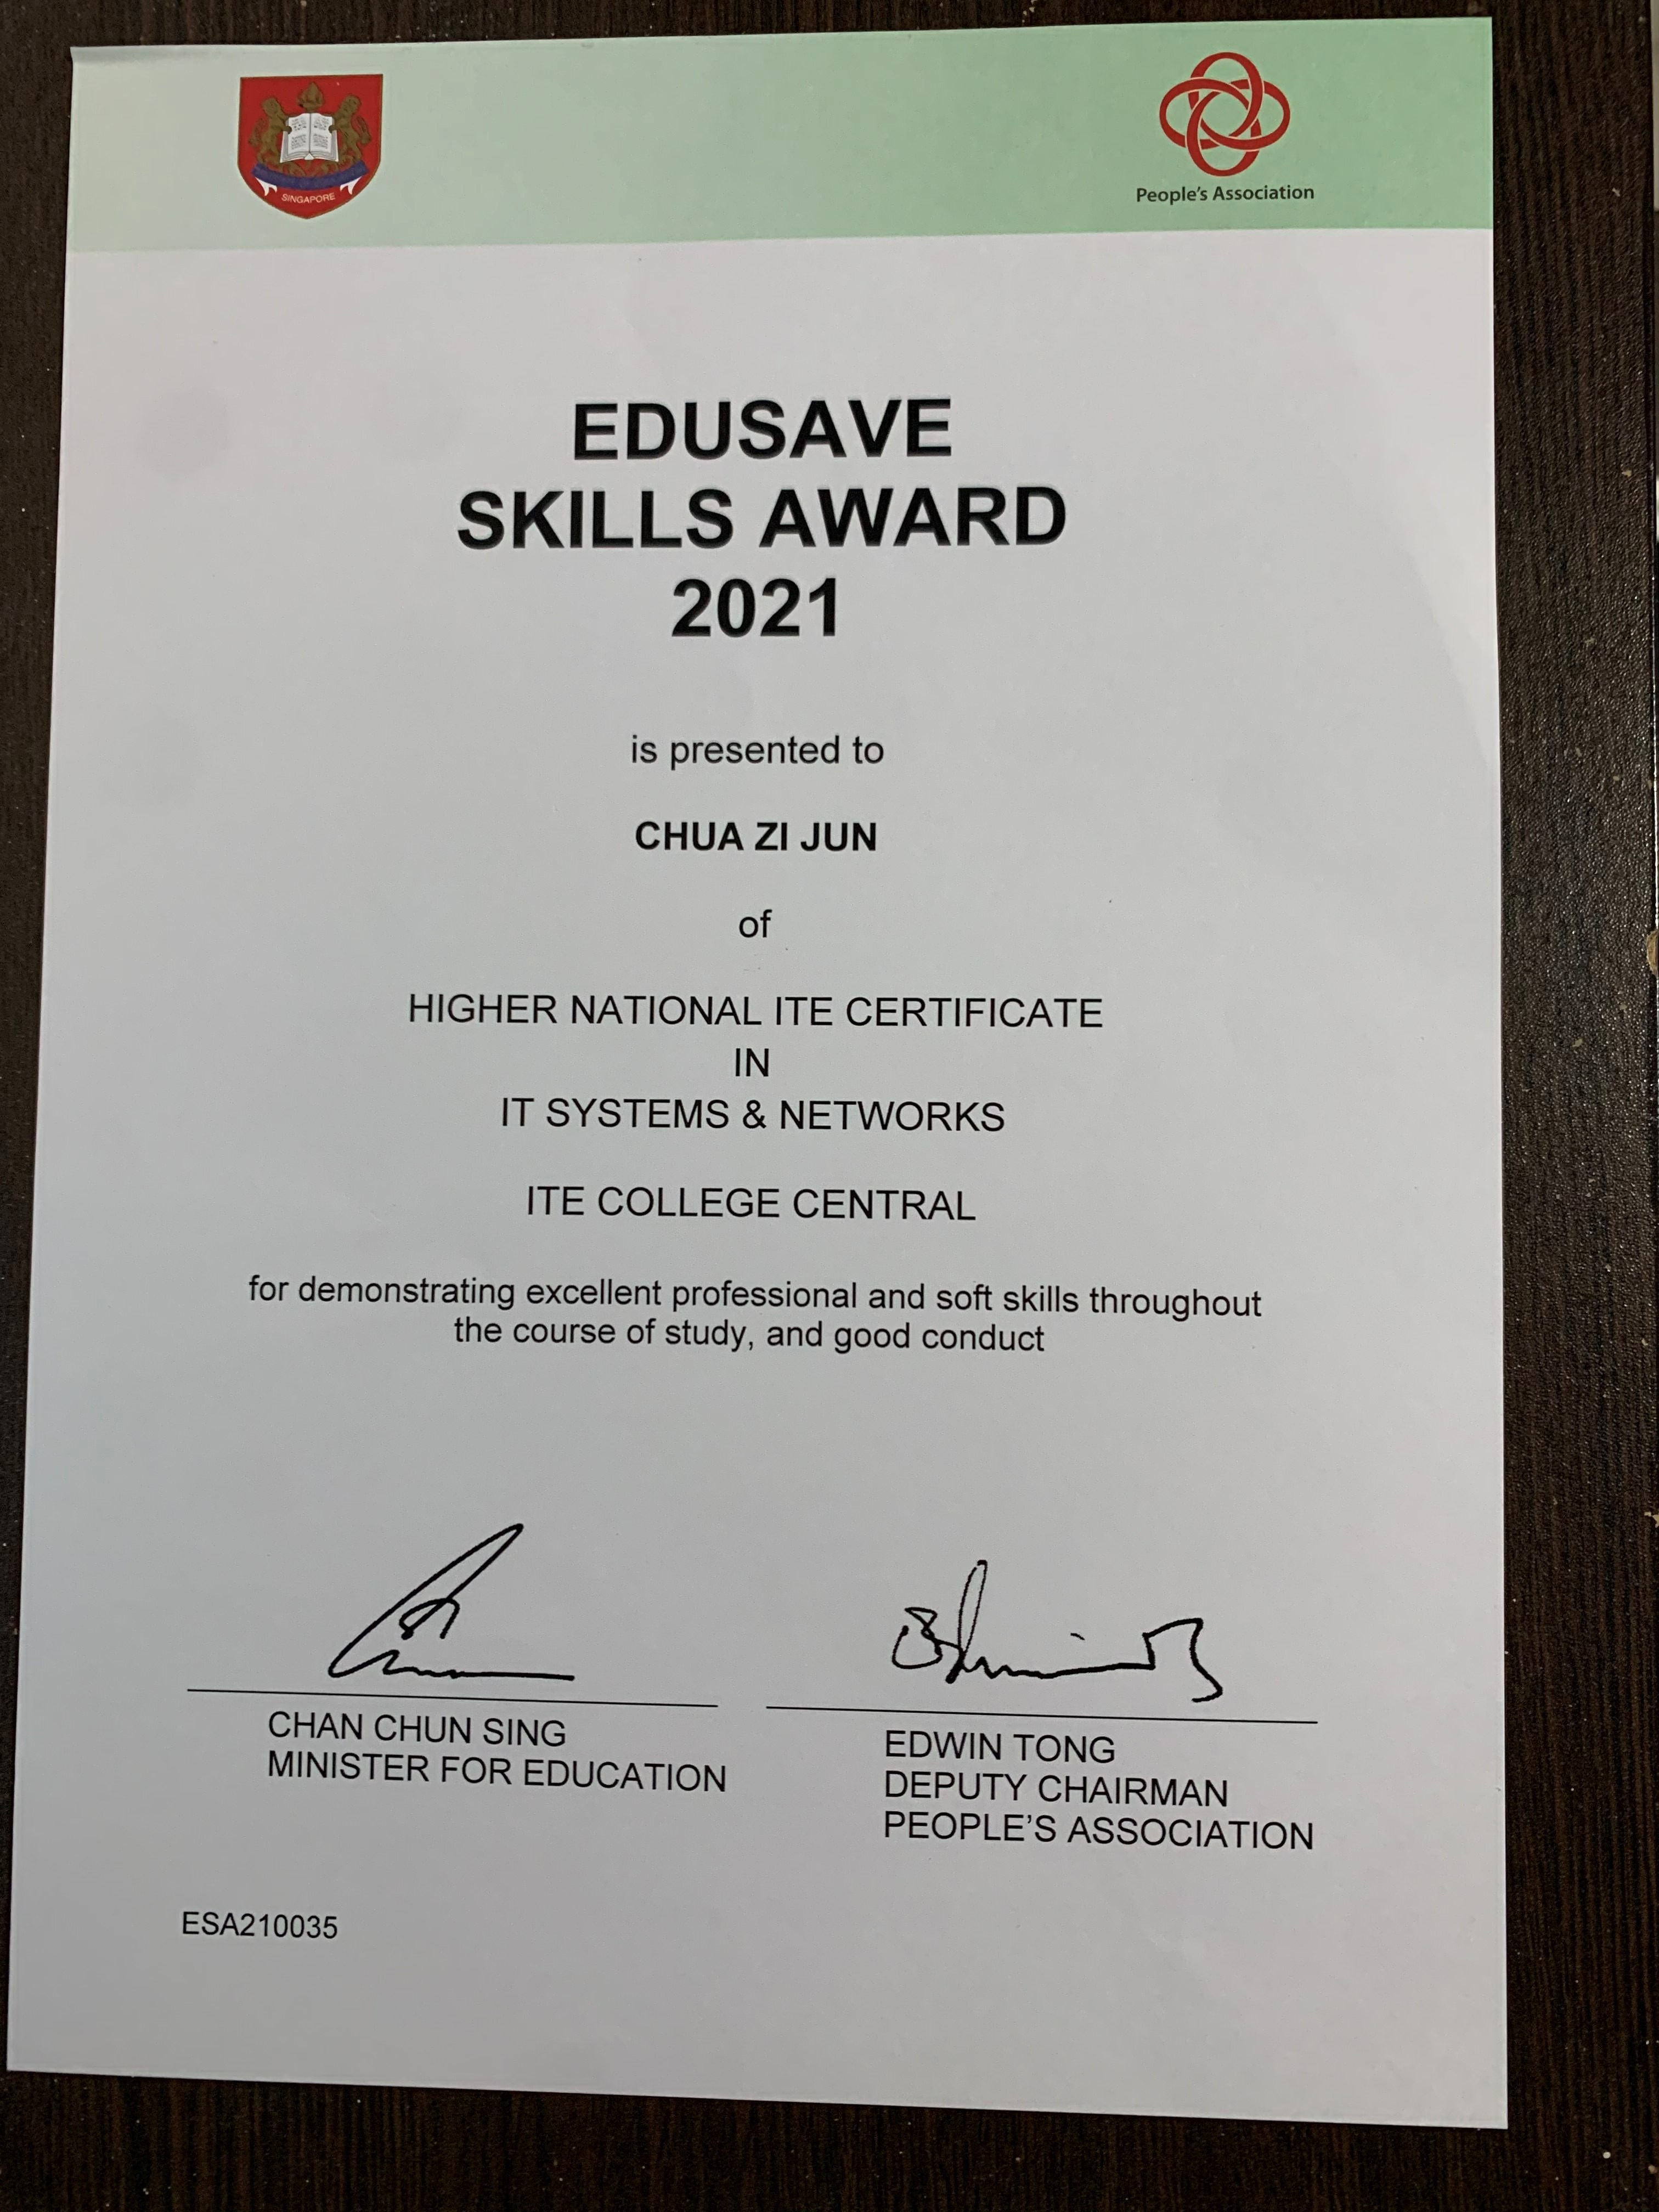 SINGAPORE
People's Association
EDUSAVE
SKILLS AWARD
2021
is presented to
CHUA ZI JUN
of
HIGHER NATIONAL ITE CERTIFICATE
IN
IT SYSTEMS & NETWORKS
ITE COLLEGE CENTRAL
for demonstrating excellent professional and soft skills throughout
the course of study, and good conduct
CHAN CHUN SING
MINISTER FOR EDUCATION
EDWIN TONG
DEPUTY CHAIRMAN
PEOPLE’S ASSOCIATION
ESA210035